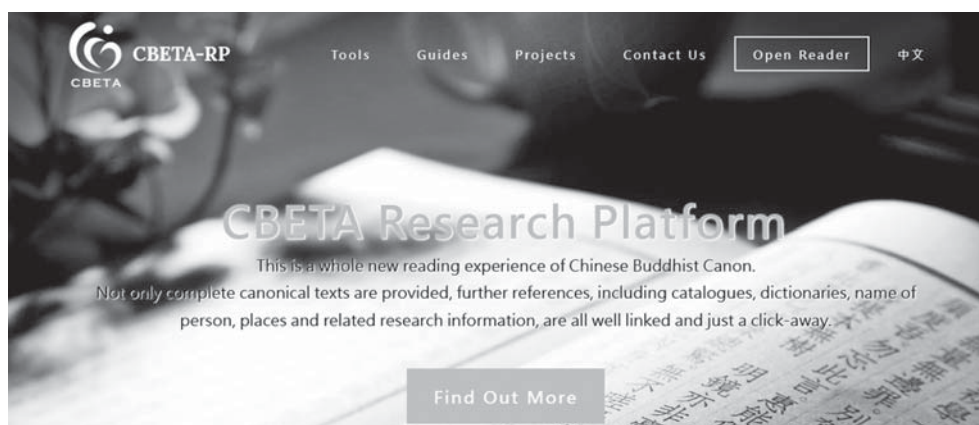 CBETA-RP
CBETA
Tools Guides Projects Contact Us Open Reader 中文
CBETA Research Platform
This is a whole new reading experience of Chinese Buddhist Canon.
Not only complete canonical texts are provided, further references, including catalogues, dictionaries, name of
person, places and related research information, are all well linked and just a click-away.
Find Out More